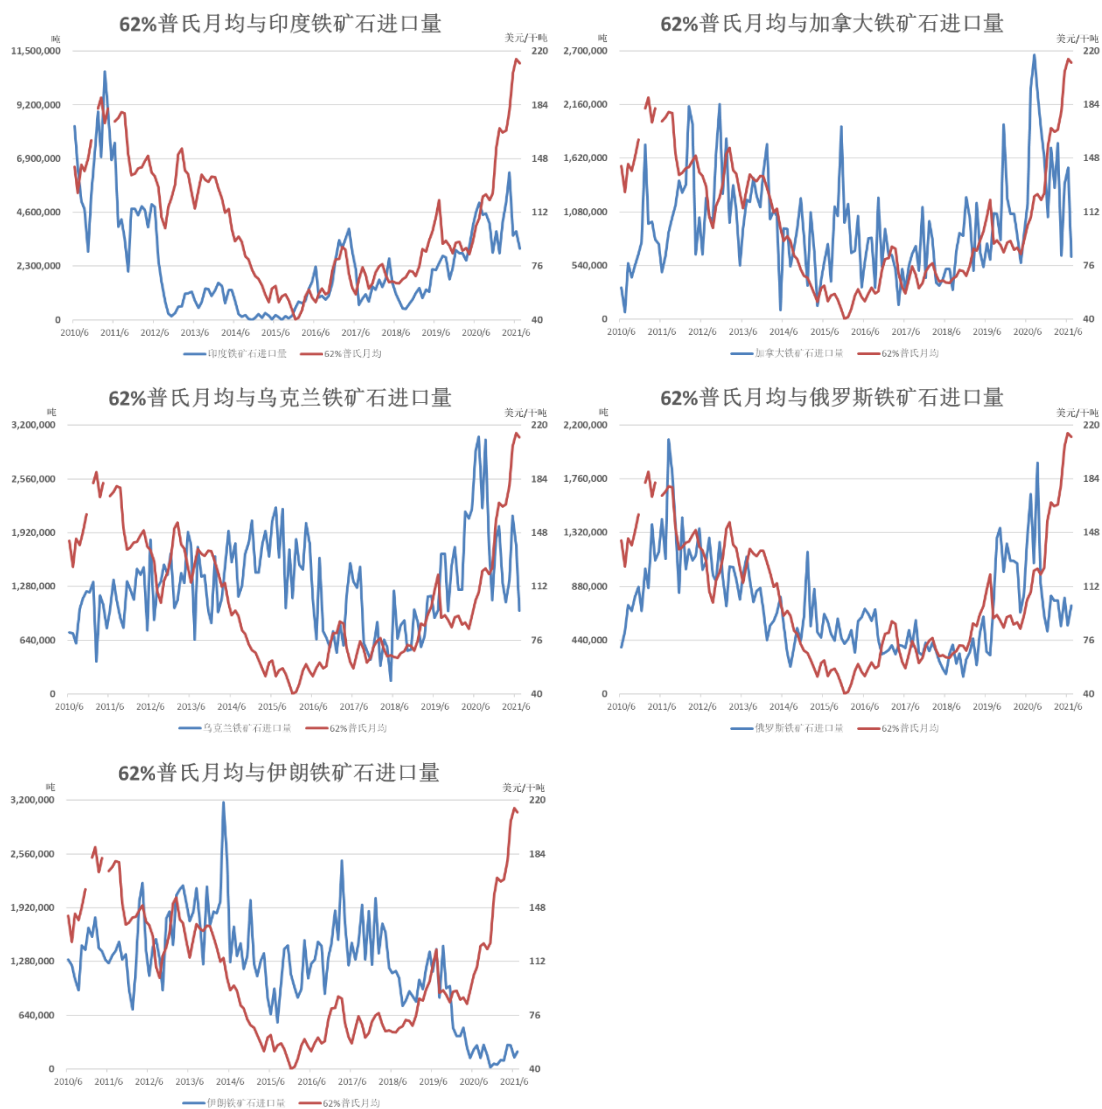 62%普氏月均与印度铁矿石进口量
吨
美元/干吨
11,500,000
9,200,000
6,900,000
4,600,000
2,300,000
0
220
184
148
112
76
40
2010/6 2011/6 2012/6 2013/6 2014/6 2015/6 2016/6 2017/6 2018/6 2019/6 2020/6 2021/6
印度铁矿石进口量 62%普氏月均
62%普氏月均与加拿大铁矿石进口量
吨
美元/干吨
2,700,000
2,160,000
1,620,000
1,080,000
540,000
0
220
184
148
112
76
40
2010/6 2011/6 2012/6 2013/6 2014/6 2015/6 2016/6 2017/6 2018/6 2019/6 2020/6 2021/6
加拿大铁矿石进口量 62%普氏月均
62%普氏月均与乌克兰铁矿石进口量
吨
美元/干吨
3,200,000
2,560,000
1,920,000
1,280,000
640,000
0
220
184
148
112
76
40
2010/6 2011/6 2012/6 2013/6 2014/6 2015/6 2016/6 2017/6 2018/6 2019/6 2020/6 2021/6
乌克兰铁矿石进口量 62%普氏月均
62%普氏月均与俄罗斯铁矿石进口量
吨
美元/干吨
2,200,000
1,760,000
1,320,000
880,000
440,000
0
220
184
148
112
76
40
2010/6 2011/6 2012/6 2013/6 2014/6 2015/6 2016/6 2017/6 2018/6 2019/6 2020/6 2021/6
俄罗斯铁矿石进口量 62%普氏月均
62%普氏月均与伊朗铁矿石进口量
吨
美元/干吨
3,200,000
2,560,000
1,920,000
1,280,000
640,000
0
220
184
148
112
76
40
2010/6 2011/6 2012/6 2013/6 2014/6 2015/6 2016/6 2017/6 2018/6 2019/6 2020/6 2021/6
伊朗铁矿石进口量 62%普氏月均